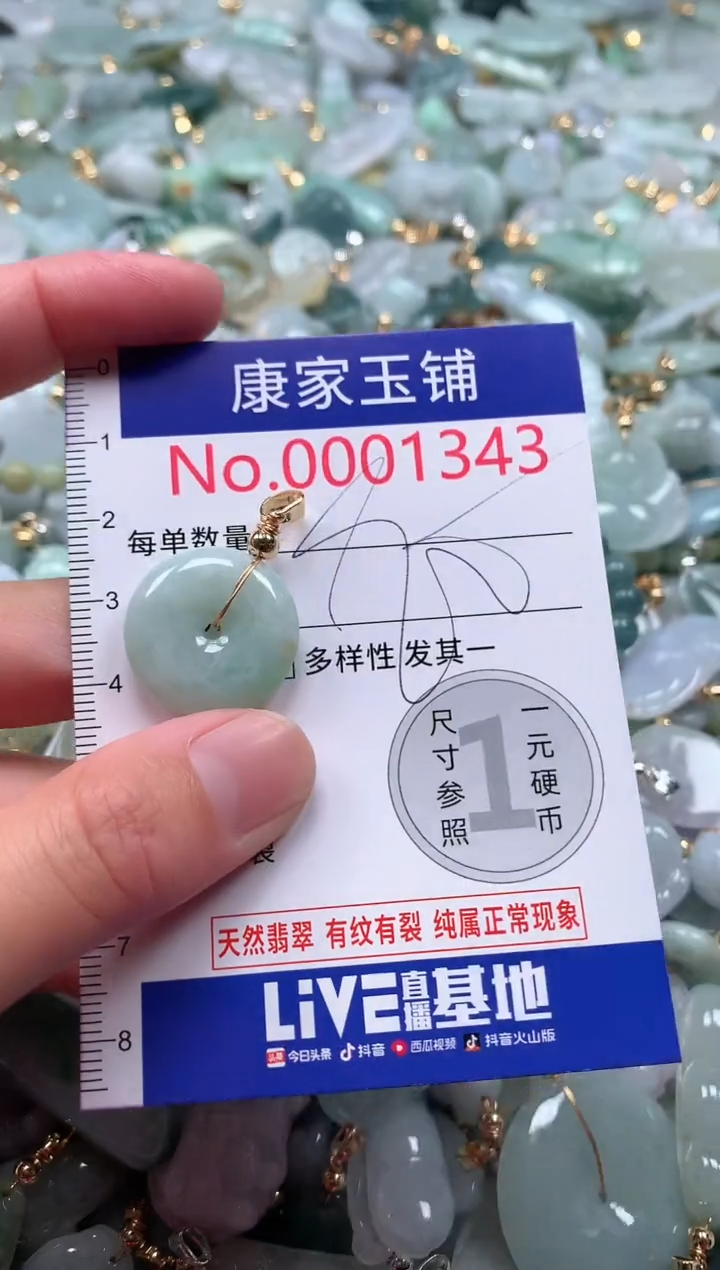 康家玉铺
No.0001343
每单数量
多样性 发其一
尺寸参照
1
一元硬币
裂
天然翡翠 有纹有裂 纯属正常现象
LiVE直播基地
头条 今日头条 抖音 西瓜视频 抖音火山版
0
1
2
3
4
7
8